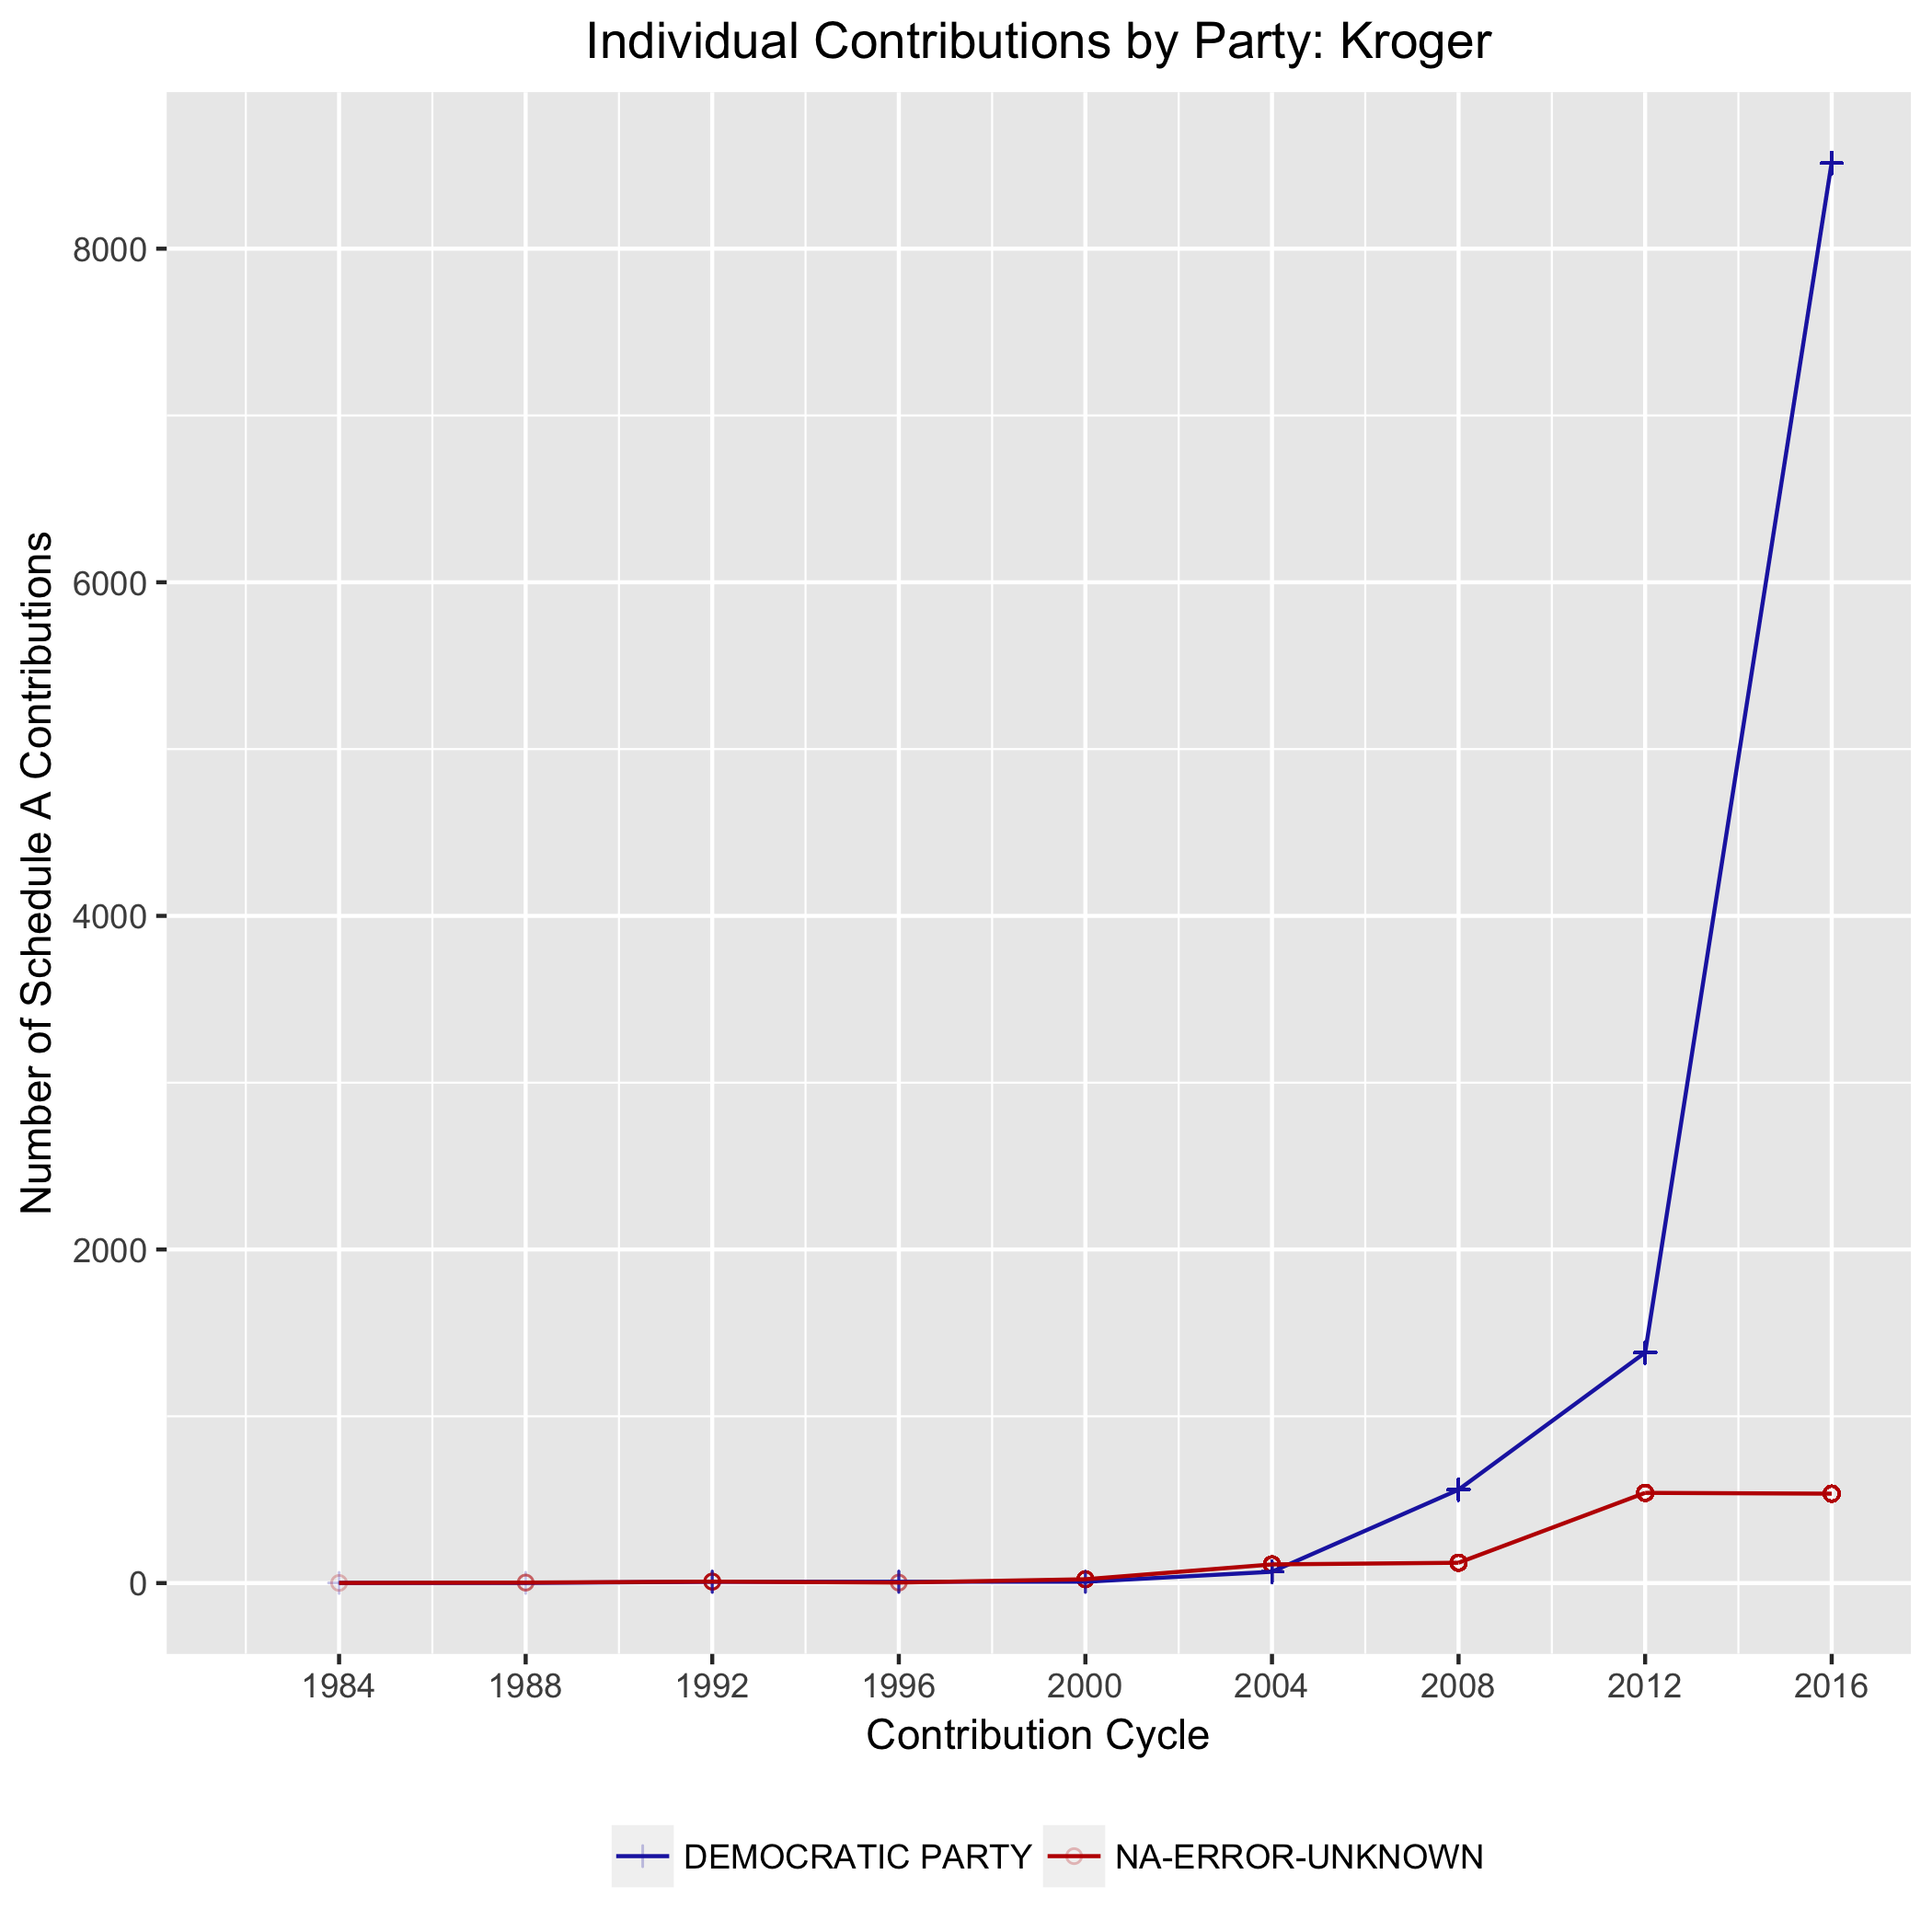 Individual Contributions by Party: Kroger
Number of Schedule A Contributions
8000
6000
4000
2000
0
1984 1988 1992 1996 2000 2004 2008 2012 2016
Contribution Cycle
DEMOCRATIC PARTY NA-ERROR-UNKNOWN